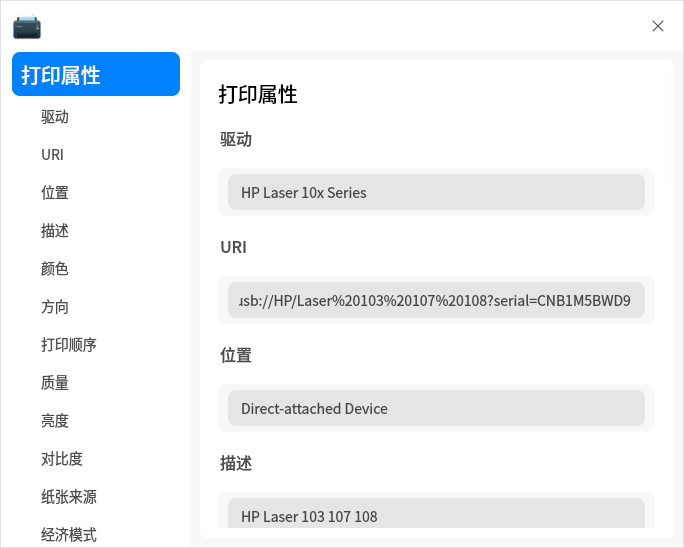 打印属性
驱动
URI
位置
描述
颜色
方向
打印顺序
质量
亮度
对比度
纸张来源
经济模式
打印属性
驱动
HP Laser 10x Series
URI
usb://HP/Laser%20103%20107%20108?serial=CNB1M5BWD9
位置
Direct-attached Device
描述
HP Laser 103 107 108